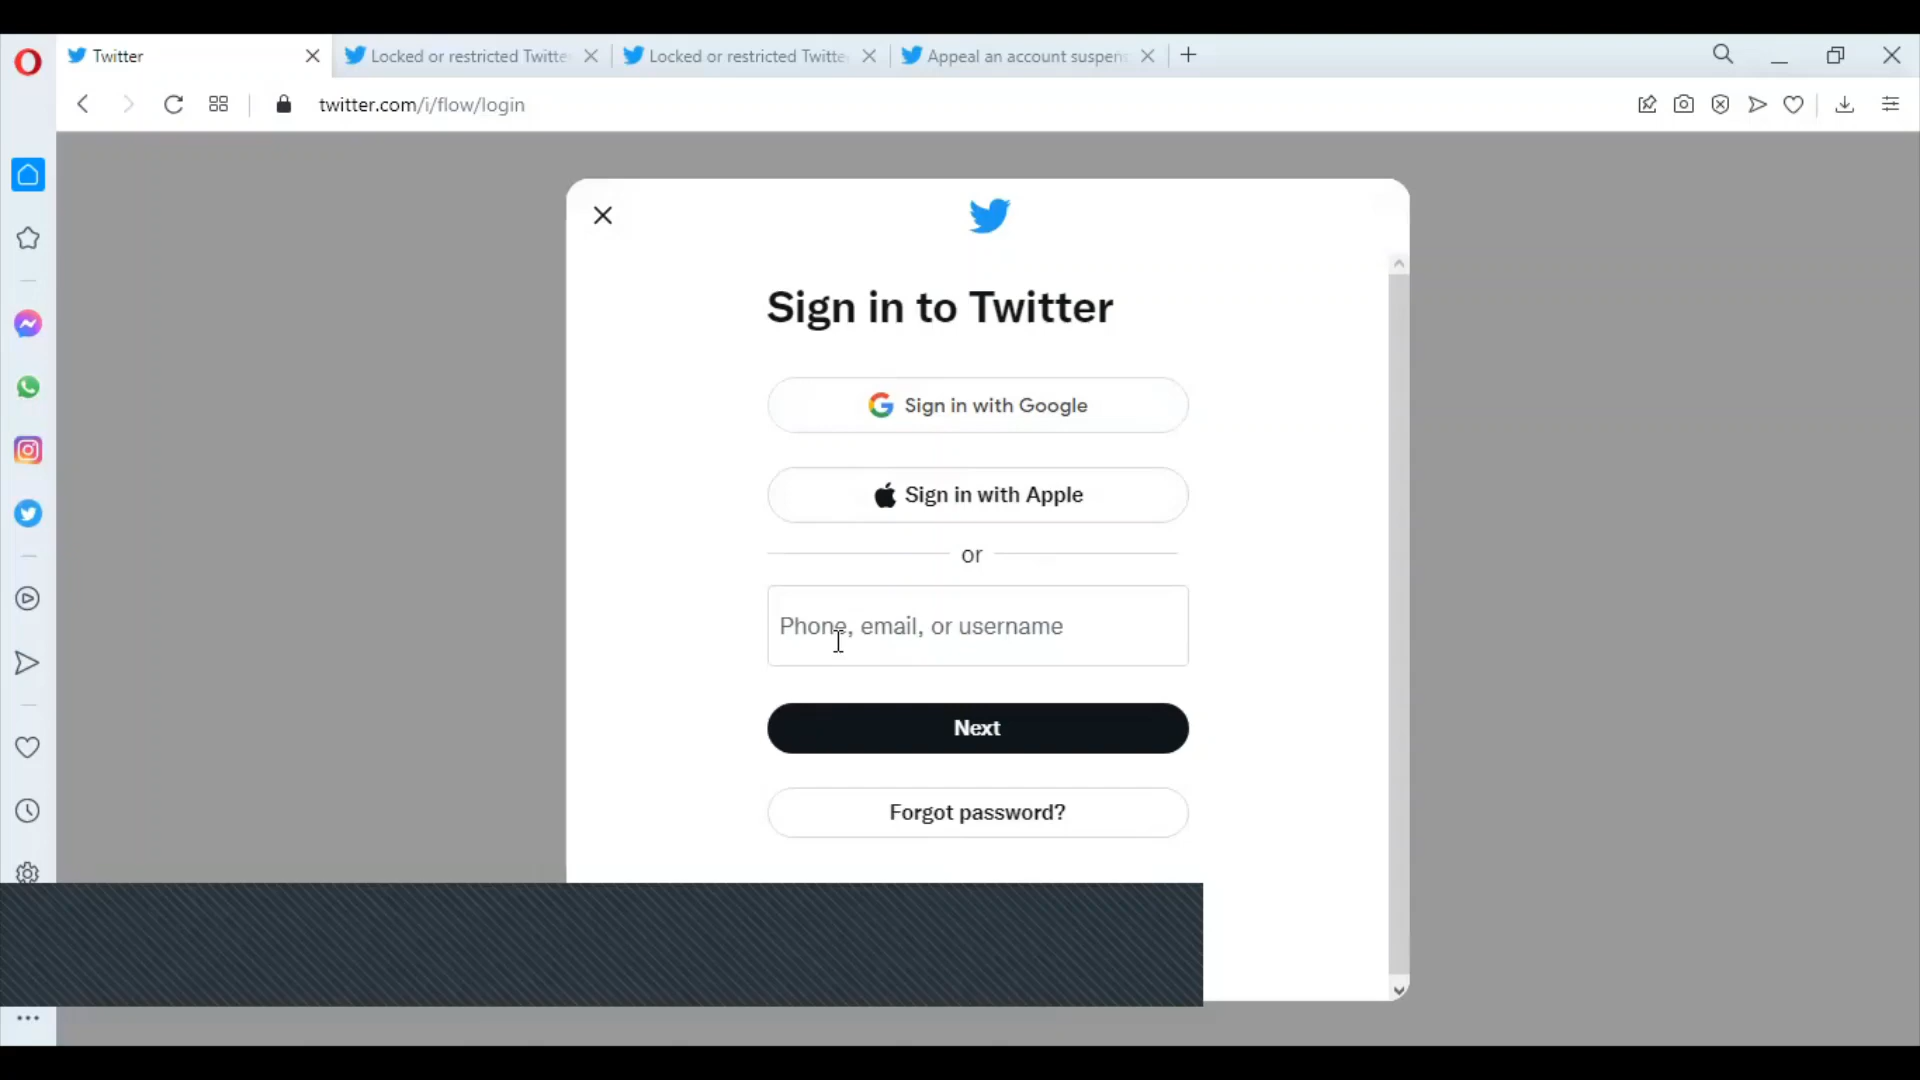 Twitter
Locked or restricted Twitte
Locked or restricted Twitte
Appeal an account suspen
twitter.com/i/flow/login
Sign in to Twitter
Sign in with Google
Sign in with Apple
or
Phone, email, or username
Next
Forgot password?